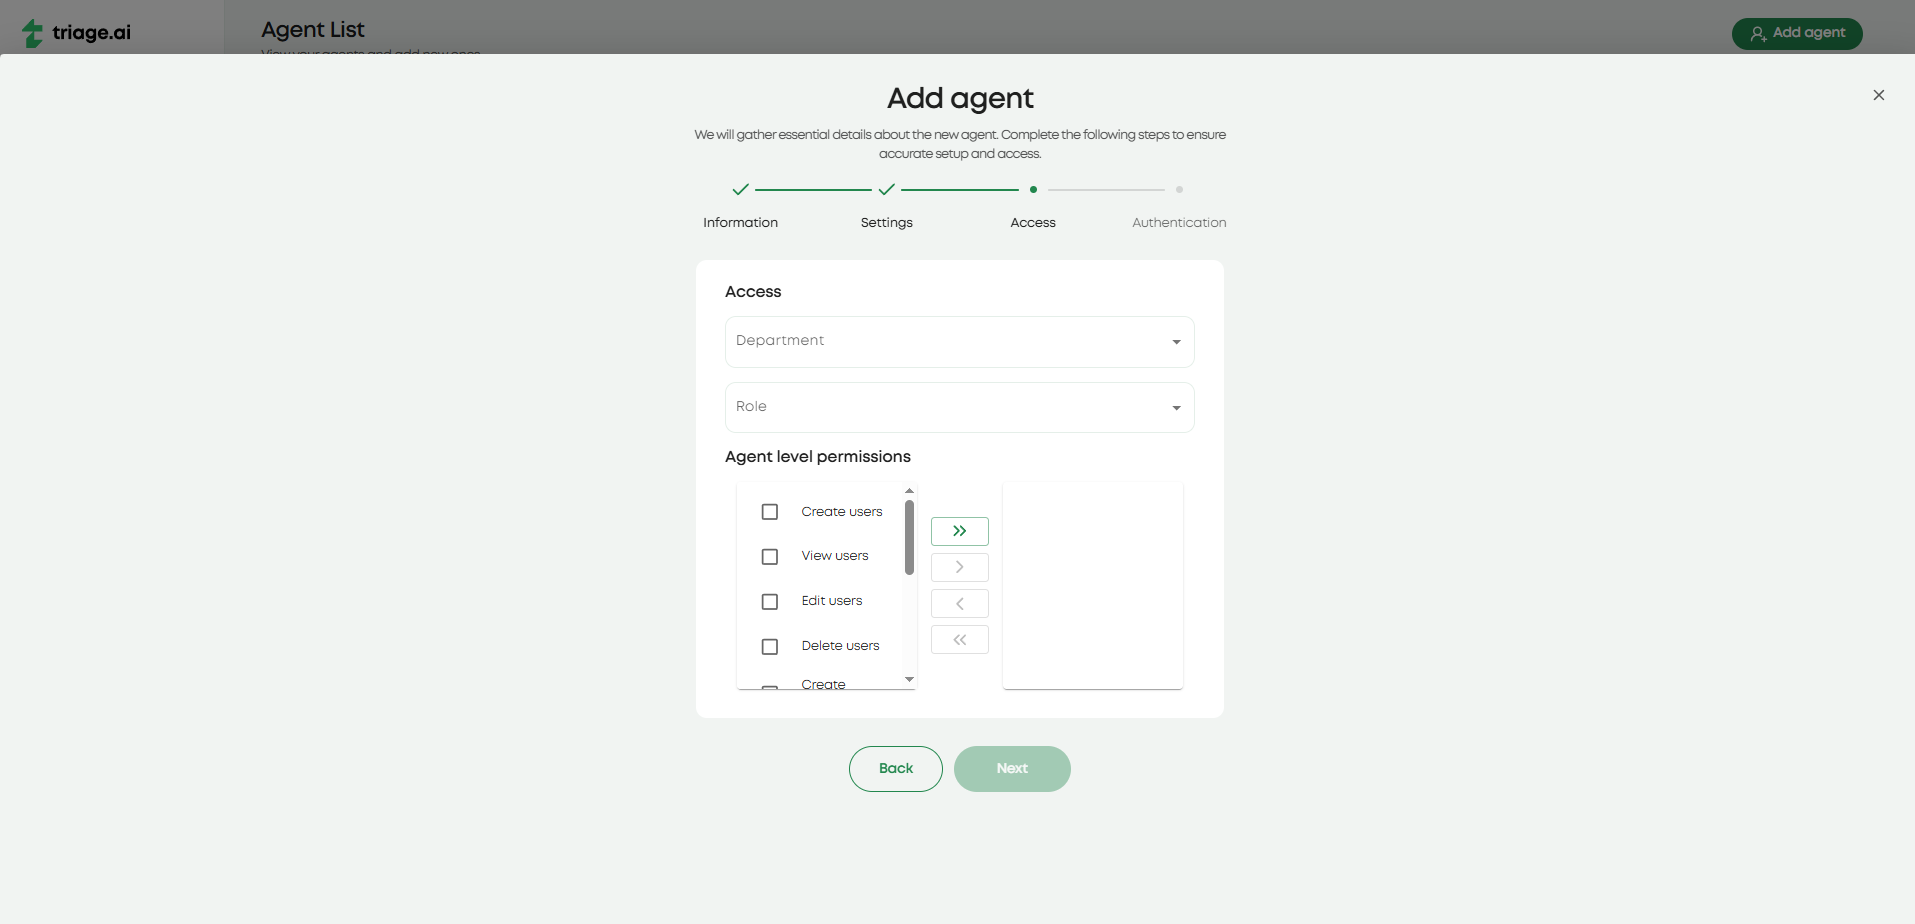 triage.ai
Agent List
View your agents and add new ones
Add agent
Add agent
We will gather essential details about the new agent. Complete the following steps to ensure
accurate setup and access.
Information
Settings
Access
Authentication
Access
Department
Role
Agent level permissions
Create users
View users
Edit users
Delete users
Create
Back
Next